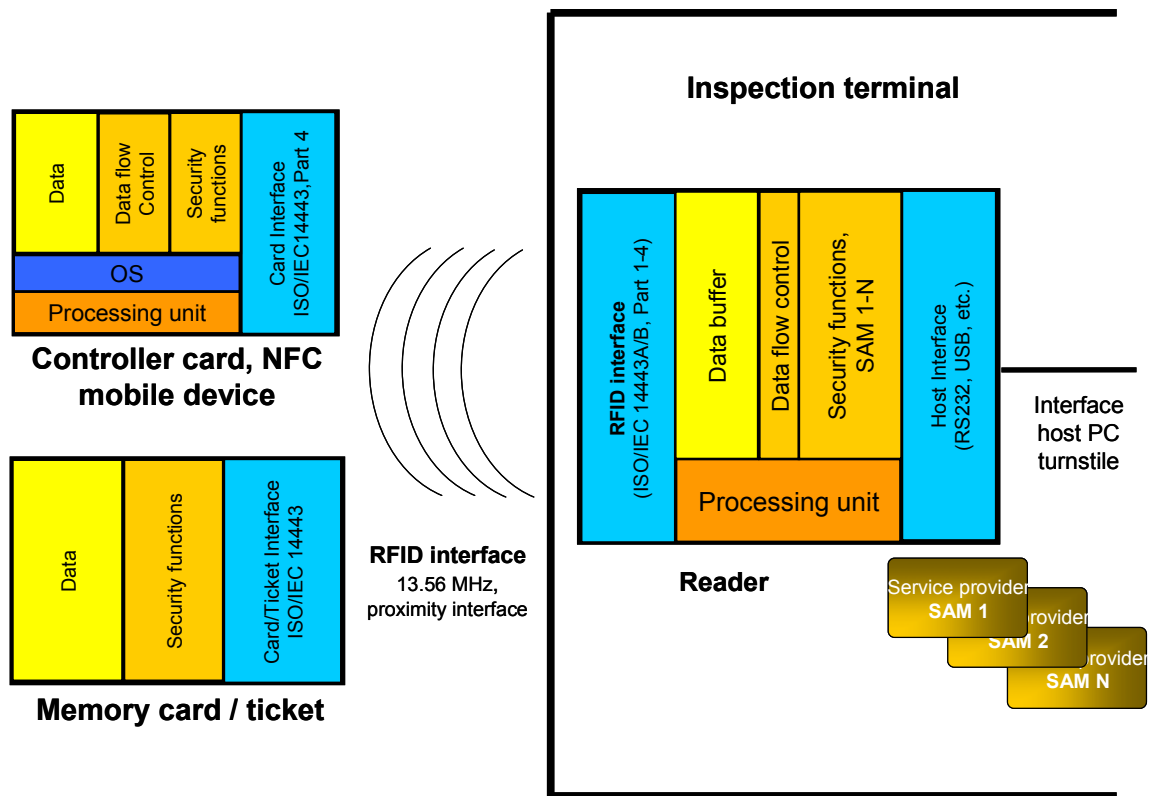 Inspection terminal
Data
Data flow
Control
Security
functions
Card Interface
ISO/IEC14443,Part 4
OS
Processing unit
Controller card, NFC
mobile device
Data
Security functions
Card/Ticket Interface
ISO/IEC 14443
Memory card / ticket
RFID interface
13.56 MHz,
proximity interface
RFID interface
(ISO/IEC 14443A/B, Part 1-4)
Data buffer
Data flow control
Security functions,
SAM 1-N
Host Interface
(RS232, USB, etc.)
Processing unit
Reader
Interface
host PC
turnstile
Service provider
SAM 1
provider
SAM 2
provider
SAM N